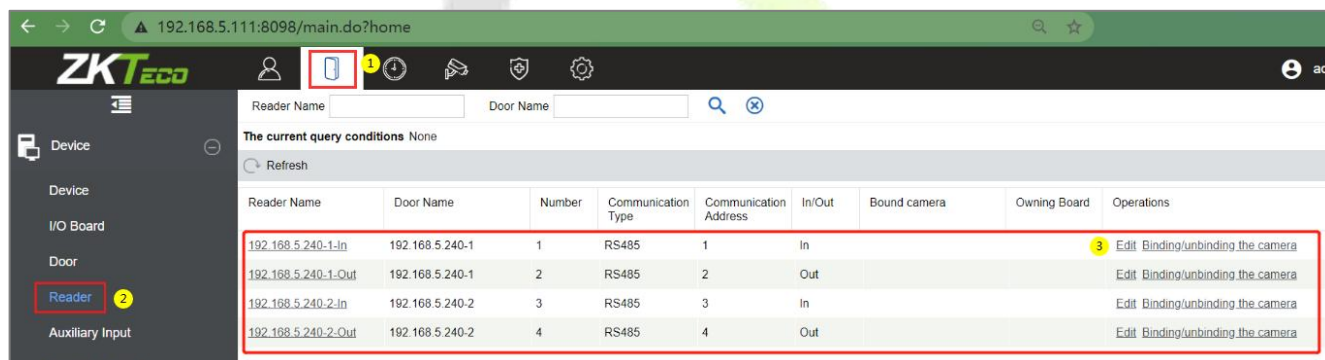 192.168.5.111:8098/main.do?home
ZKTECO
1
Reader Name Door Name
The current query conditions None
Refresh
Device
Device
I/O Board
Door
Reader 2
Auxiliary Input
Reader Name Door Name Number Communication Type Communication Address In/Out Bound camera Owning Board Operations
192.168.5.240-1-In 192.168.5.240-1 1 RS485 1 In 3 Edit Binding/unbinding the camera
192.168.5.240-1-Out 192.168.5.240-1 2 RS485 2 Out Edit Binding/unbinding the camera
192.168.5.240-2-In 192.168.5.240-2 3 RS485 3 In Edit Binding/unbinding the camera
192.168.5.240-2-Out 192.168.5.240-2 4 RS485 4 Out Edit Binding/unbinding the camera